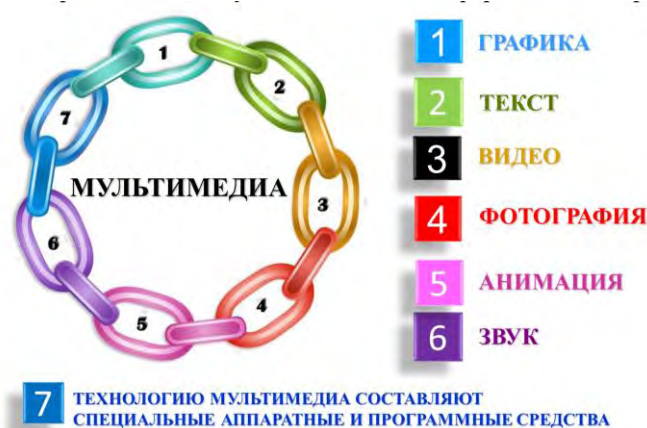 МУЛЬТИМЕДИА
1
2
3
4
5
6
7
1 ГРАФИКА
2 ТЕКСТ
3 ВИДЕО
4 ФОТОГРАФИЯ
5 АНИМАЦИЯ
6 ЗВУК
7 ТЕХНОЛОГИЮ МУЛЬТИМЕДИА СОСТАВЛЯЮТ
СПЕЦИАЛЬНЫЕ АППАРАТНЫЕ И ПРОГРАММНЫЕ СРЕДСТВА